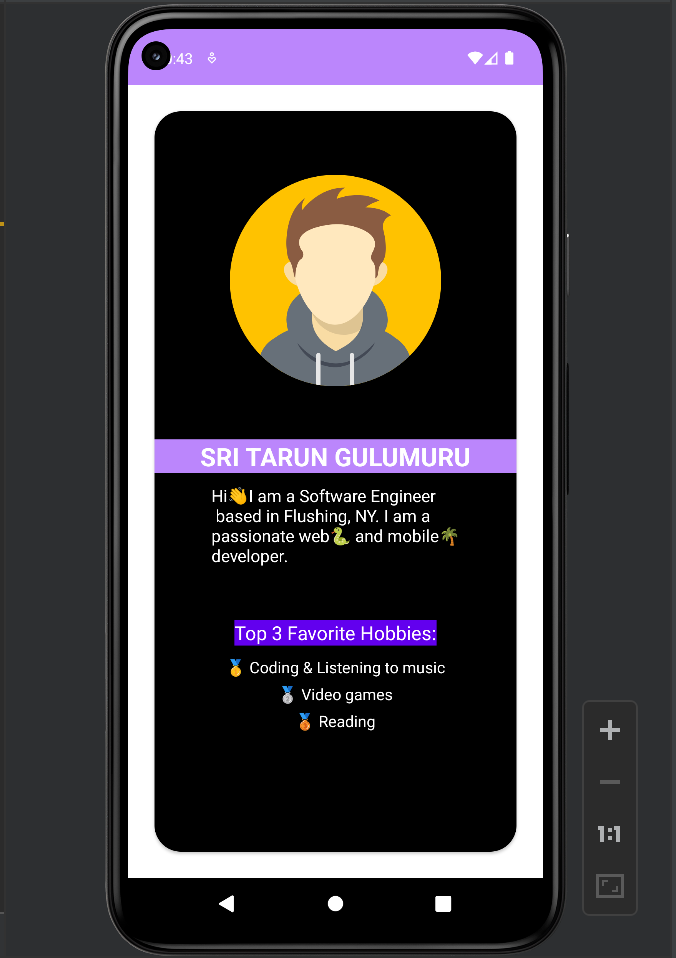 :43
SRI TARUN GULUMURU
Hi👋I am a Software Engineer
based in Flushing, NY. I am a
passionate web🐍 and mobile🌴
developer.
Top 3 Favorite Hobbies:
🥇 Coding & Listening to music
🥈 Video games
🥉 Reading
1:1